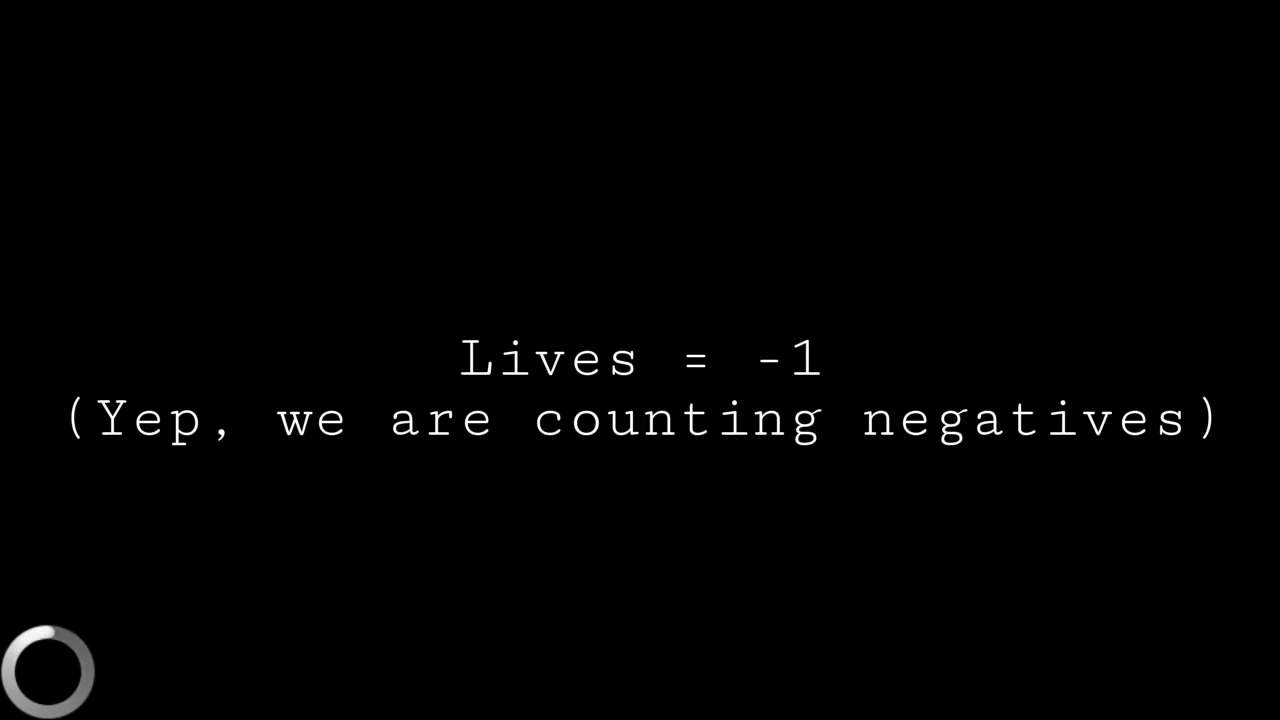 Lives = -1
(Yep, we are counting negatives)